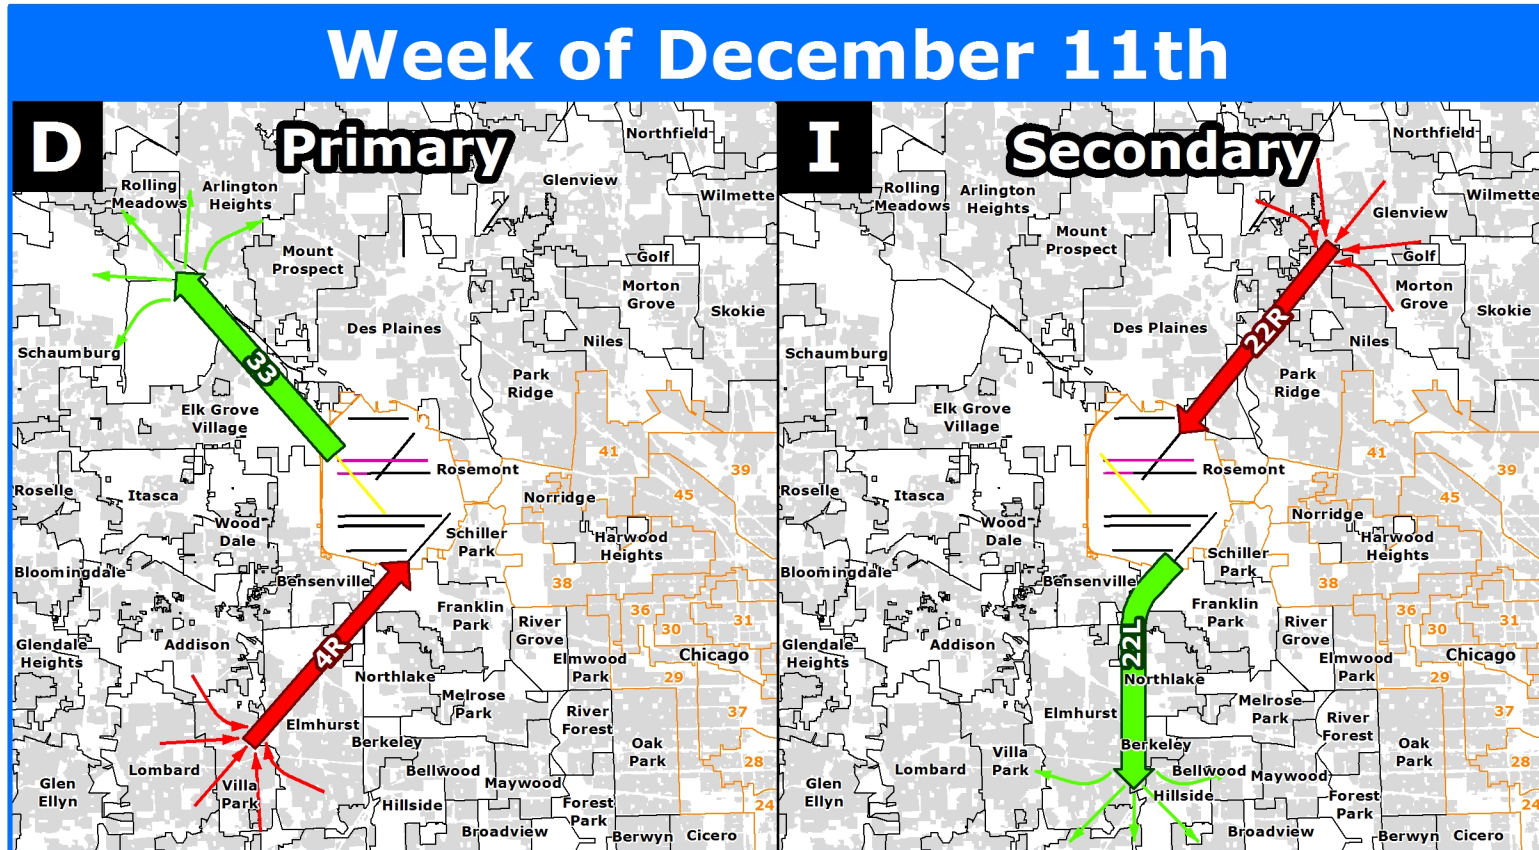 Week of December 11th
D
Primary
Northfield
Rolling
Meadows
Arlington
Heights
Glenview
Wilmette
Mount
Prospect
Golf
Morton
Grove
Skokie
Des Plaines
Niles
Schaumburg
33
Park
Ridge
Elk Grove
Village
41
39
Rosemont
Roselle
Itasca
Norridge
45
Wood
Dale
Schiller
Park
Harwood
Heights
Bloomingdale
Bensenville
38
Franklin
Park
36
31
30
River
Grove
Glendale
Heights
Addison
4R
Chicago
Elmwood
Park
29
Northlake
Melrose
Park
River
Forest
37
Elmhurst
Berkeley
Oak
Park
28
Lombard
Bellwood
Maywood
Glen
Ellyn
Villa
Park
Hillside
Forest
Park
24
Broadview
Berwyn
Cicero
I
Secondary
Northfield
Rolling
Meadows
Arlington
Heights
Wilmette
Glenview
Mount
Prospect
Golf
Morton
Grove
Skokie
Des Plaines
22R
Niles
Schaumburg
Park
Ridge
Elk Grove
Village
41
39
Rosemont
Roselle
Itasca
Norridge
45
Wood
Dale
Schiller
Park
Harwood
Heights
Bloomingdale
Bensenville
38
Franklin
Park
36
31
30
River
Grove
Glendale
Heights
Addison
22L
Chicago
Elmwood
Park
29
Northlake
Melrose
Park
River
Forest
37
Elmhurst
Berkeley
Oak
Park
28
Villa
Park
Lombard
Bellwood
Maywood
Glen
Ellyn
Hillside
Forest
Park
24
Broadview
Berwyn
Cicero